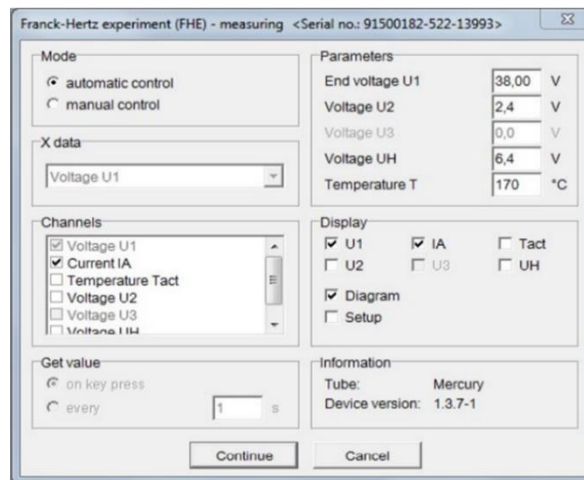 Franck-Hertz experiment (FHE) - measuring <Serial no.: 91500182-522-13993>
Mode
automatic control
manual control
X data
Voltage U1
Channels
Voltage U1
Current IA
Temperature Tact
Voltage U2
Voltage U3
Voltage UH
Get value
on key press
every 1 s
Parameters
End voltage U1 38,00 V
Voltage U2 2,4 V
Voltage U3 0,0 V
Voltage UH 6,4 V
Temperature T 170 °C
Display
U1 IA Tact
U2 U3 UH
Diagram
Setup
Information
Tube: Mercury
Device version: 1.3.7-1
Continue Cancel